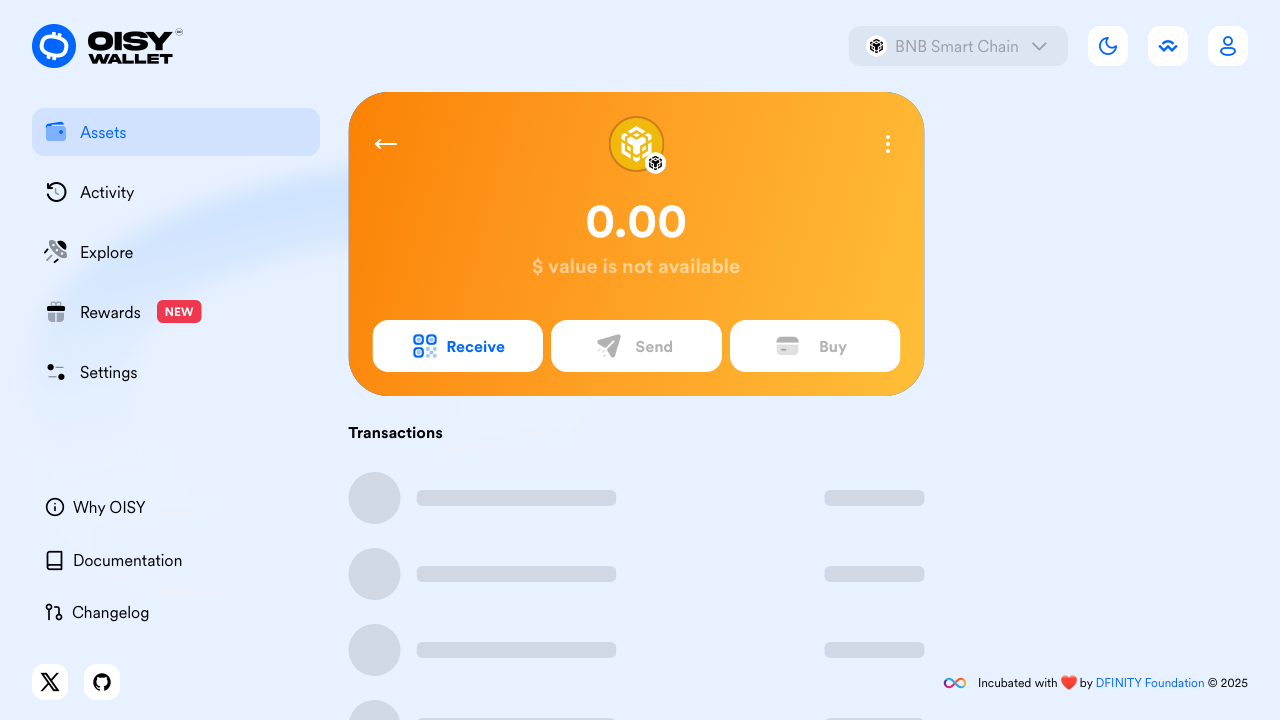 OISY
WALLET
BNB Smart Chain
Assets
Activity
Explore
Rewards NEW
Settings
0.00
$ value is not available
Receive
Send
Buy
Transactions
Why OISY
Documentation
Changelog
Incubated with ❤️ by DFINITY Foundation © 2025